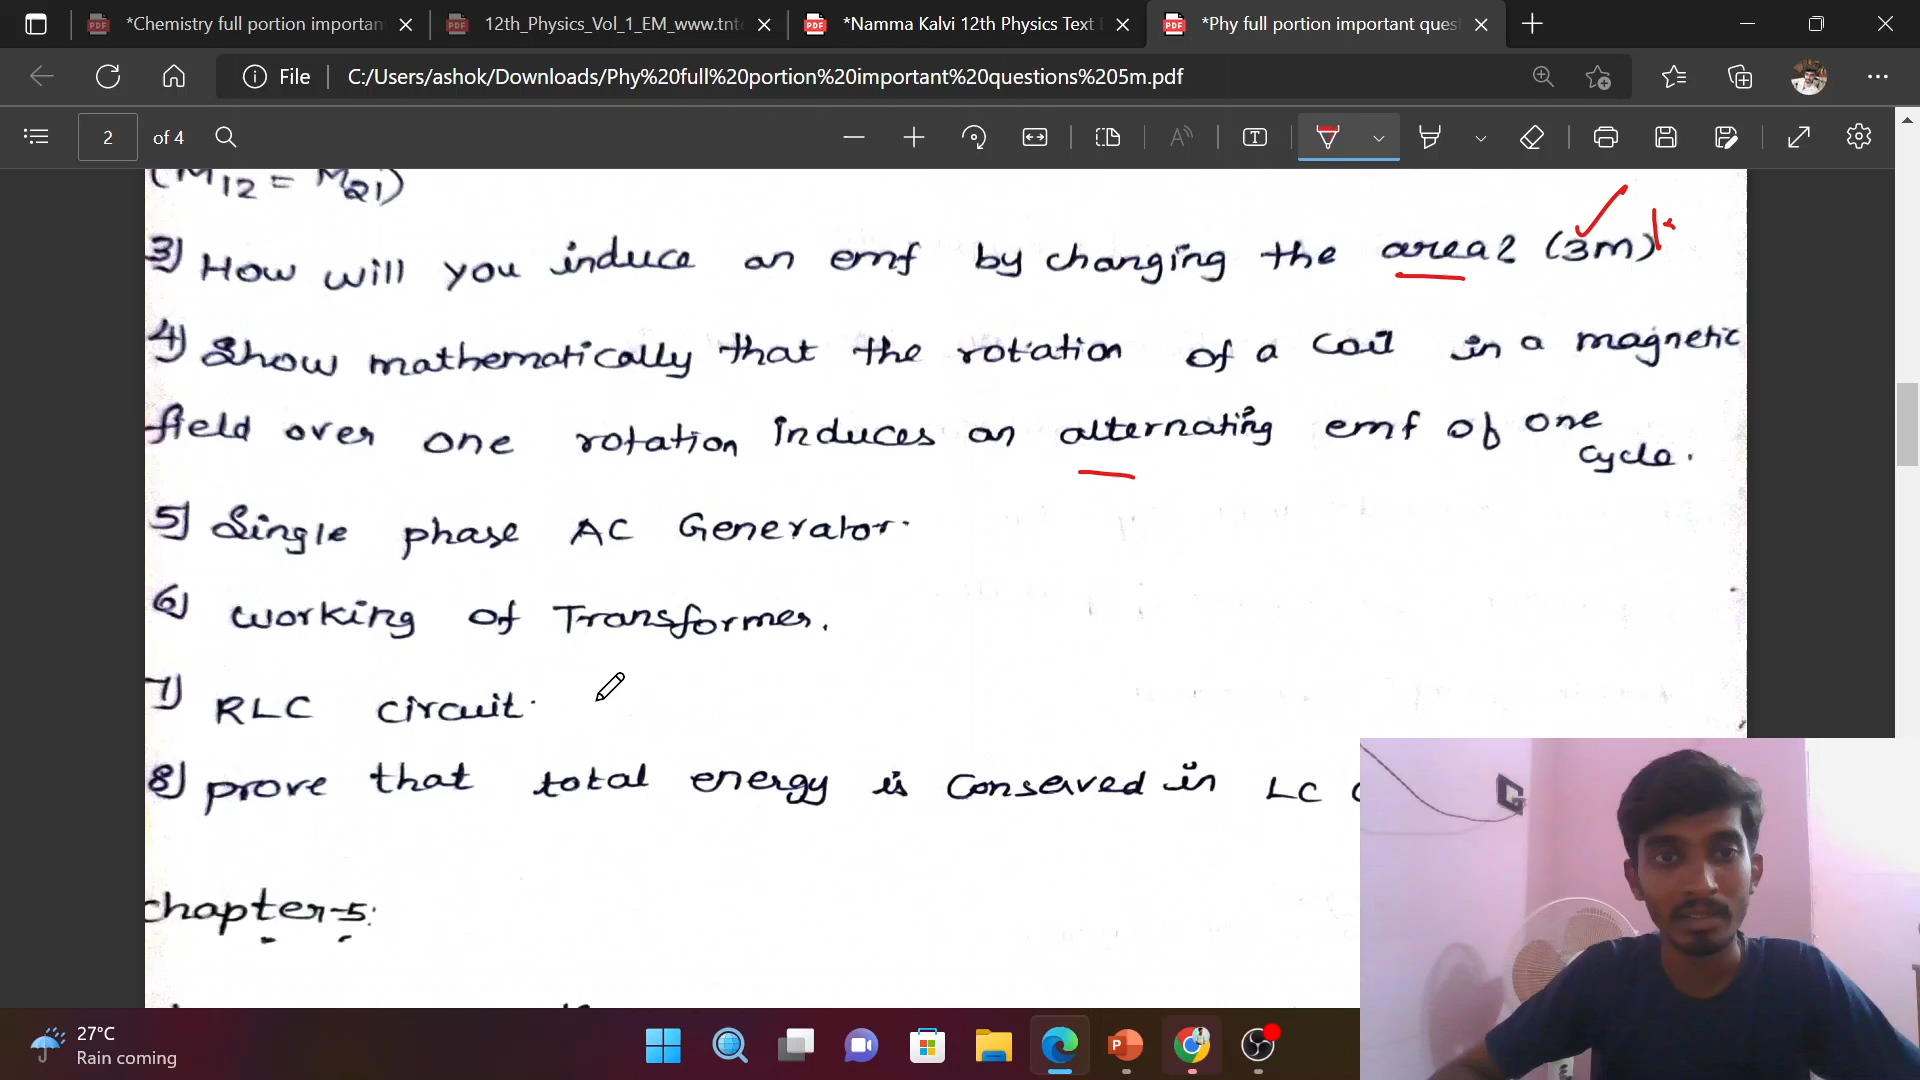 *Chemistry full portion importan
12th_Physics_Vol_1_EM_www.tnt
*Namma Kalvi 12th Physics Text
*Phy full portion important ques
File
C:/Users/ashok/Downloads/Phy%20full%20portion%20important%20questions%205m.pdf
2 of 4
(M12 = M21)
3) How will you induce an emf by changing the area? (3m)
4) Show mathematically that the rotation of a coil in a magnetic
field over one rotation induces an alternating emf of one
cycle.
5) Single phase AC Generator.
6) working of Transformer.
7) RLC circuit.
8) prove that total energy is Conserved in LC
chapter-5:
27°C
Rain coming